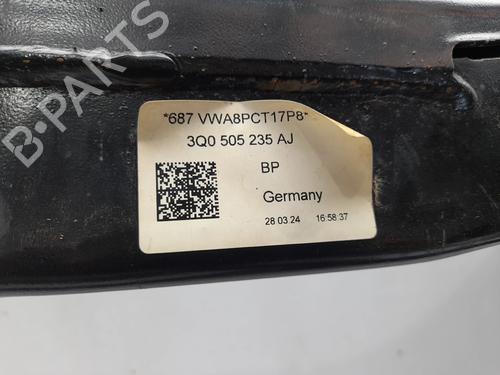 *687 VWA8PCT17P8*
3Q0 505 235 AJ
BP
Germany
28 03 24 16:58:37
B-PARTS